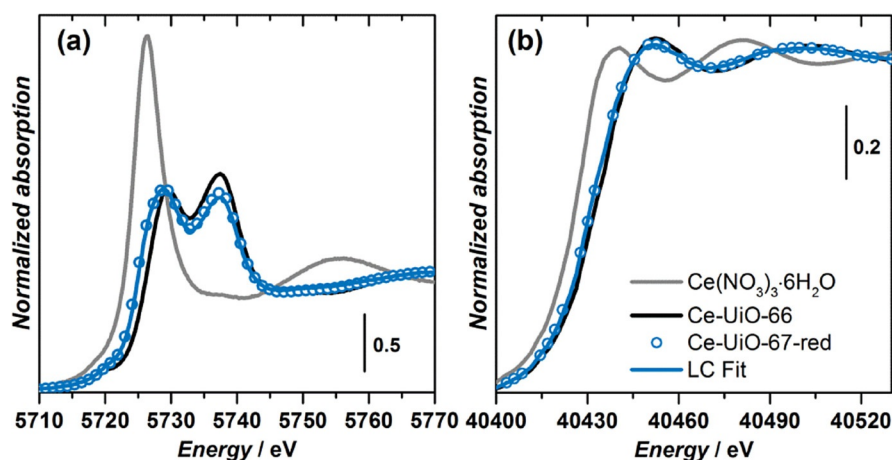 (a)
Normalized absorption
0.5
5710 5720 5730 5740 5750 5760 5770
Energy / eV
(b)
Normalized absorption
0.2
Ce(NO₃)₃·6H₂O
Ce-UiO-66
Ce-UiO-67-red
LC Fit
40400 40430 40460 40490 40520
Energy / eV